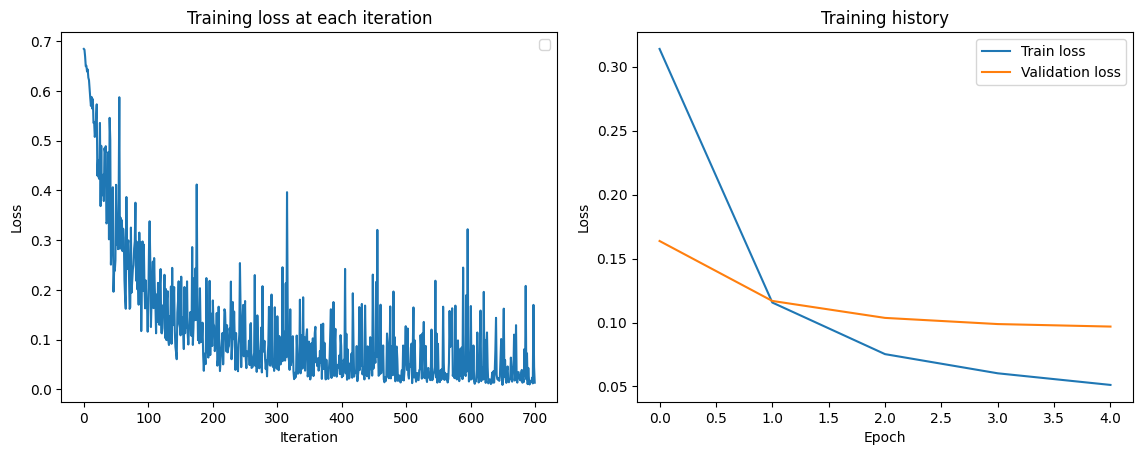 Training loss at each iteration
0.7
0.6
0.5
0.4
0.3
0.2
0.1
0.0
Loss
0 100 200 300 400 500 600 700
Iteration
Training history
Train loss
Validation loss
0.30
0.25
0.20
0.15
0.10
0.05
Loss
0.0 0.5 1.0 1.5 2.0 2.5 3.0 3.5 4.0
Epoch